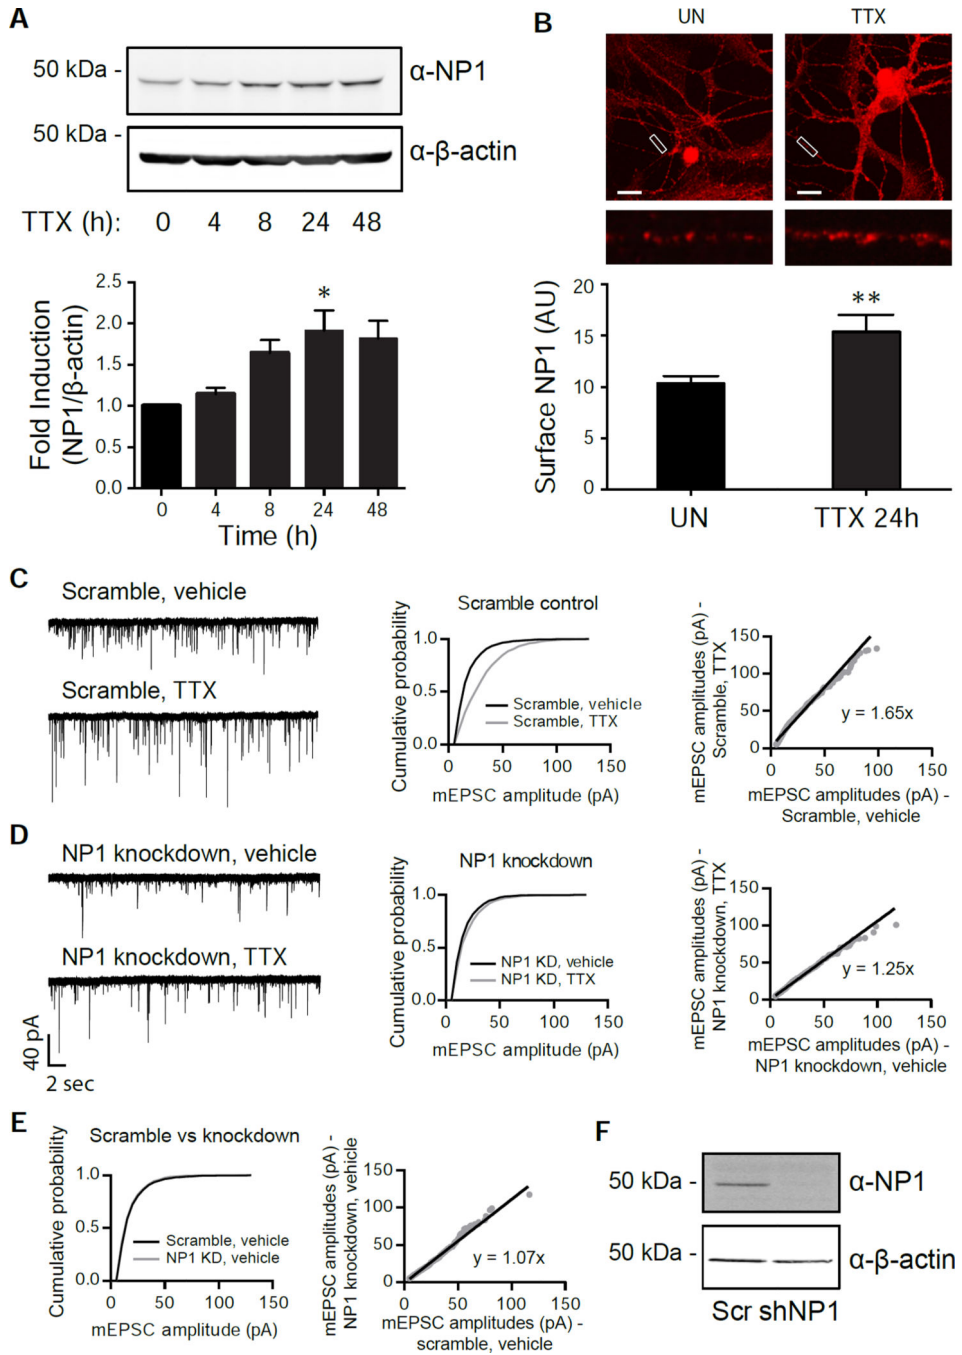 A
50 kDa -
α-NP1
50 kDa -
α-β-actin
TTX (h): 0 4 8 24 48
Fold Induction
(NP1/β-actin)
2.5
2.0
1.5
1.0
0.5
0.0
*
0 4 8 24 48
Time (h)
B
UN TTX
Surface NP1 (AU)
20
15
10
5
0
**
UN TTX 24h
C
Scramble, vehicle
Scramble, TTX
Scramble control
Cumulative probability
1.0
0.5
0.0
Scramble, vehicle
Scramble, TTX
0 50 100 150
mEPSC amplitude (pA)
mEPSC amplitudes (pA) -
Scramble, TTX
150
100
50
0
y = 1.65x
0 50 100 150
mEPSC amplitudes (pA) -
Scramble, vehicle
D
NP1 knockdown, vehicle
NP1 knockdown, TTX
40 pA
2 sec
NP1 knockdown
Cumulative probability
1.0
0.5
0.0
NP1 KD, vehicle
NP1 KD, TTX
0 50 100 150
mEPSC amplitude (pA)
mEPSC amplitudes (pA) -
NP1 knockdown, TTX
150
100
50
0
y = 1.25x
0 50 100 150
mEPSC amplitudes (pA) -
NP1 knockdown, vehicle
E
Scramble vs knockdown
Cumulative probability
1.0
0.5
0.0
Scramble, vehicle
NP1 KD, vehicle
0 50 100 150
mEPSC amplitude (pA)
mEPSC amplitudes (pA) -
NP1 knockdown, vehicle
150
100
50
0
y = 1.07x
0 50 100 150
mEPSC amplitudes (pA) -
scramble, vehicle
F
50 kDa -
α-NP1
50 kDa -
α-β-actin
Scr shNP1